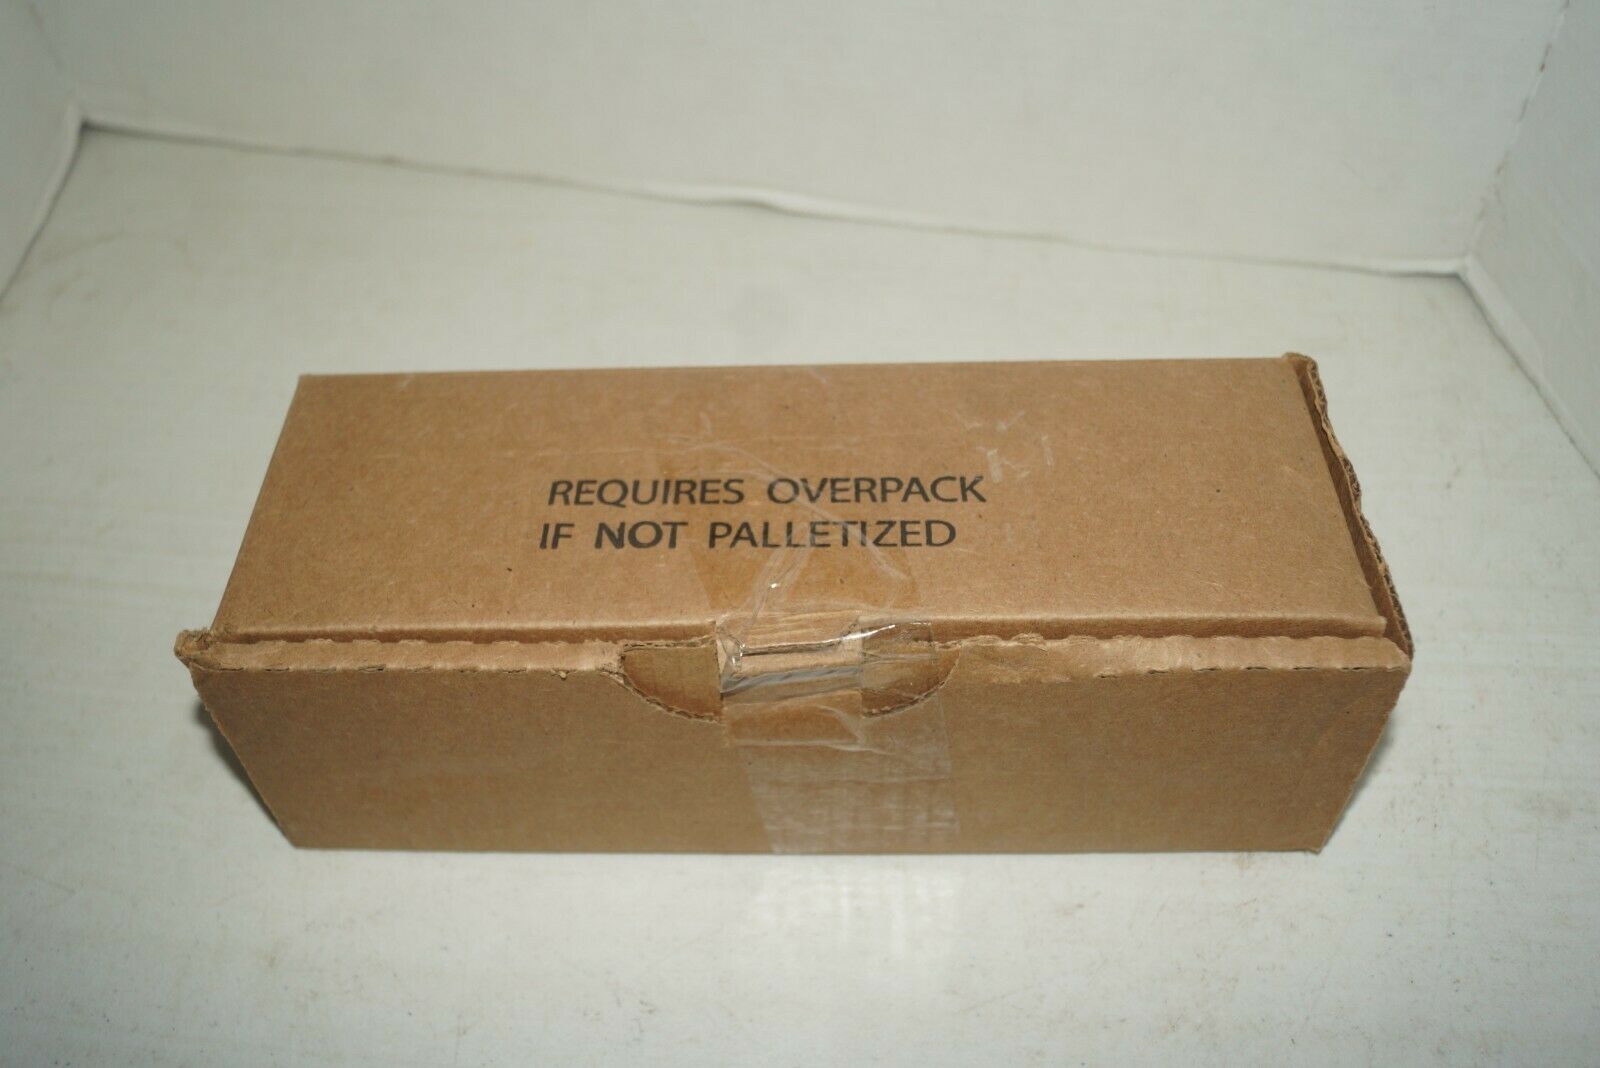 REQUIRES OVERPACK
IF NOT PALLETIZED